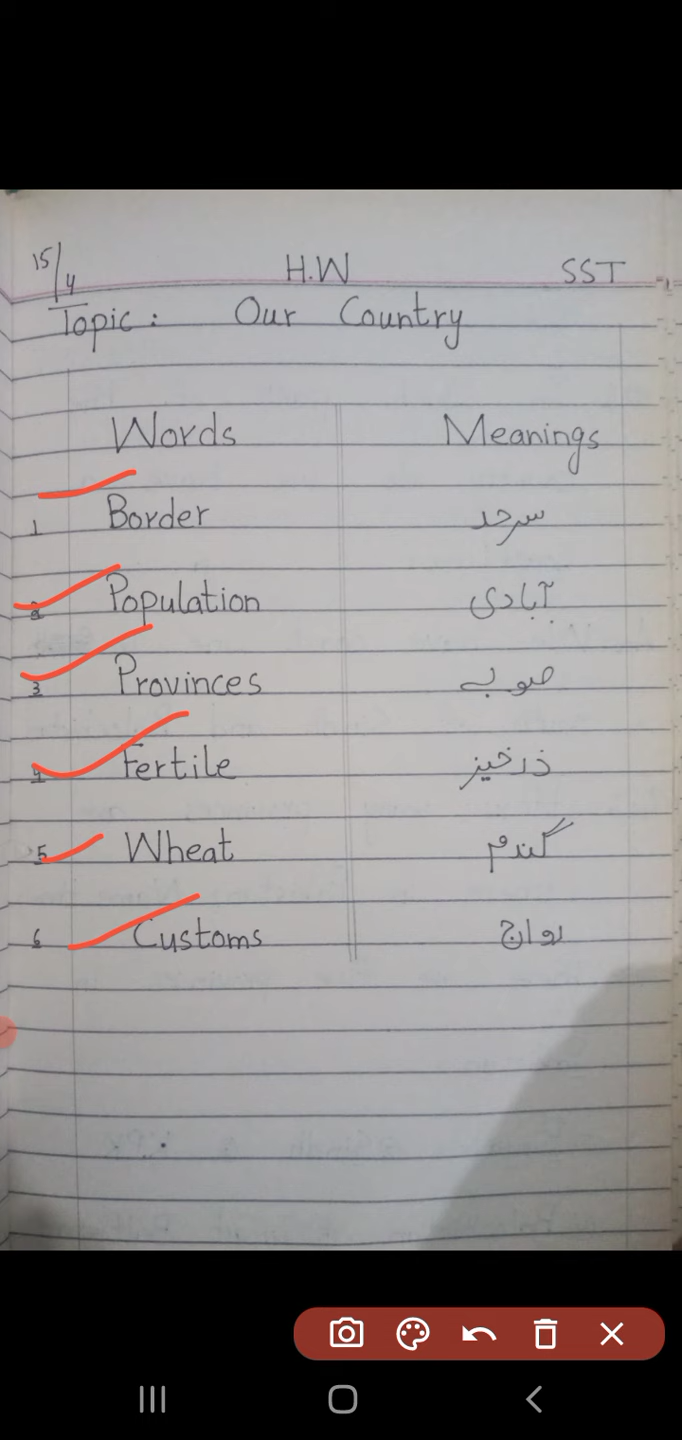 15/4 H.W SST
Topic: Our Country
Words Meanings
1 Border سرحد
2 Population آبادی
3 Provinces صوبے
4 Fertile ذرخیز
5 Wheat گندم
6 Customs رواج